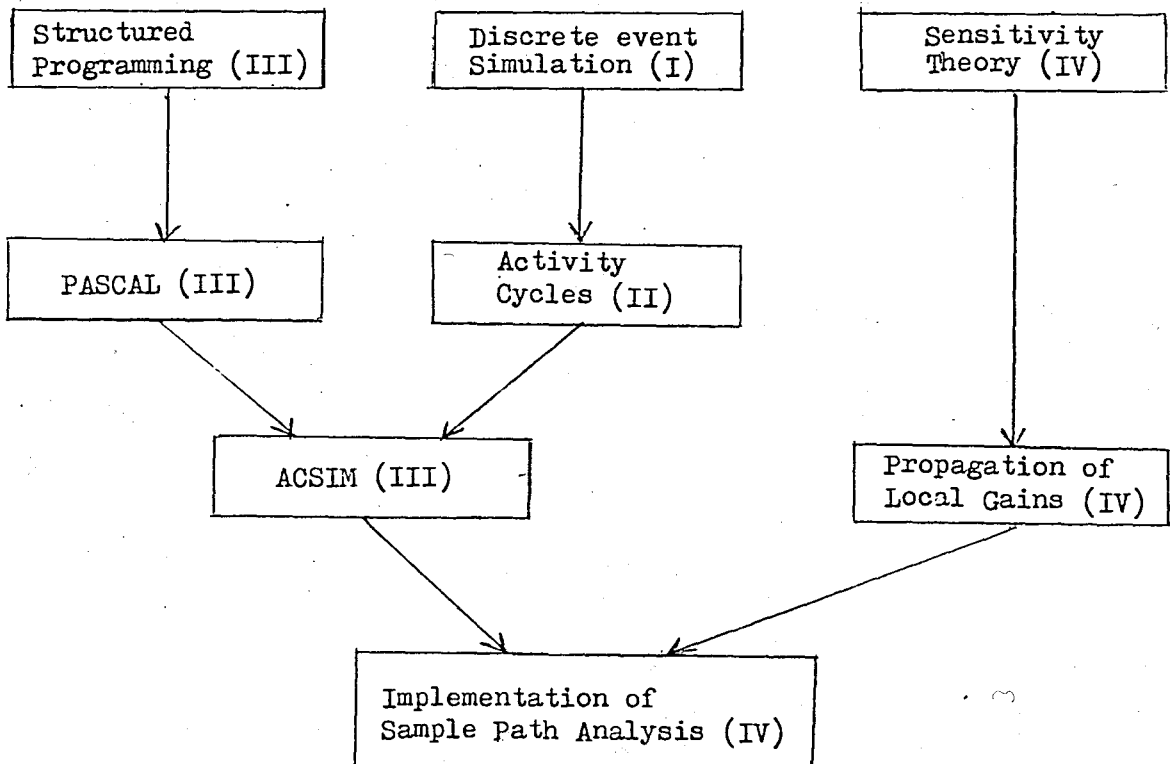 Structured
Programming (III)
Discrete event
Simulation (I)
Sensitivity
Theory (IV)
PASCAL (III)
Activity
Cycles (II)
ACSIM (III)
Propagation of
Local Gains (IV)
Implementation of
Sample Path Analysis (IV)